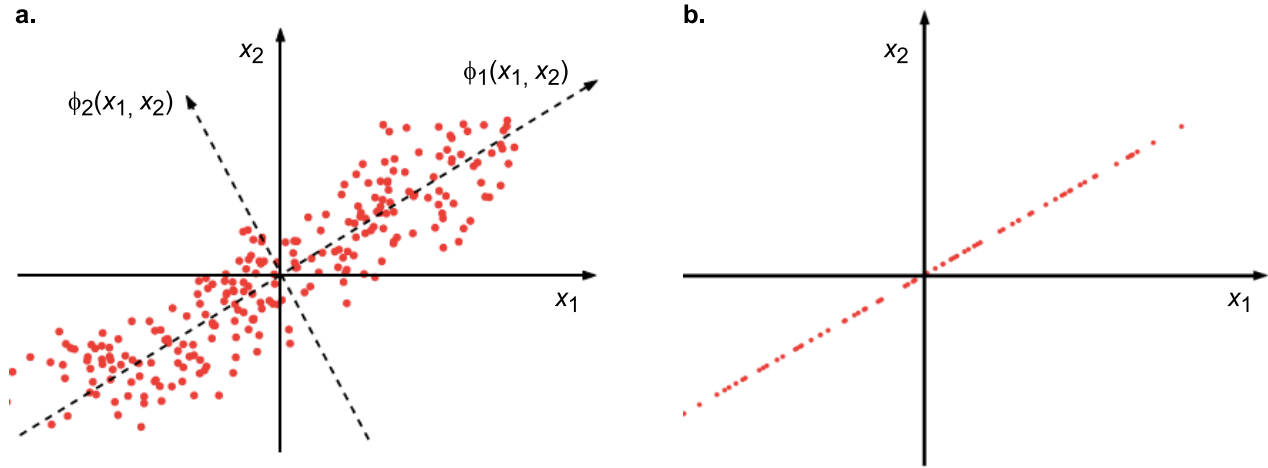 a.
x2
ϕ1(x1, x2)
ϕ2(x1, x2)
x1
b.
x2
x1